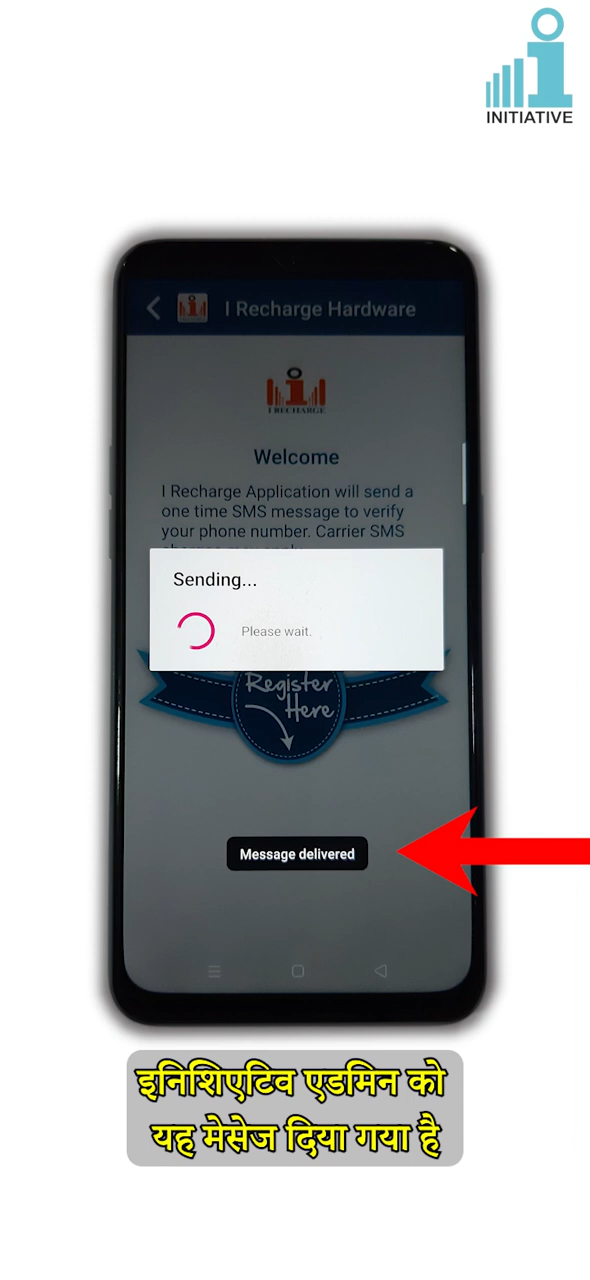 INITIATIVE
I Recharge Hardware
I RECHARGE
Welcome
I Recharge Application will send a
one time SMS message to verify
your phone number. Carrier SMS
Sending...
Please wait.
Register
Here
Message delivered
इनिशिएटिव एडमिन को
यह मेसेज दिया गया है